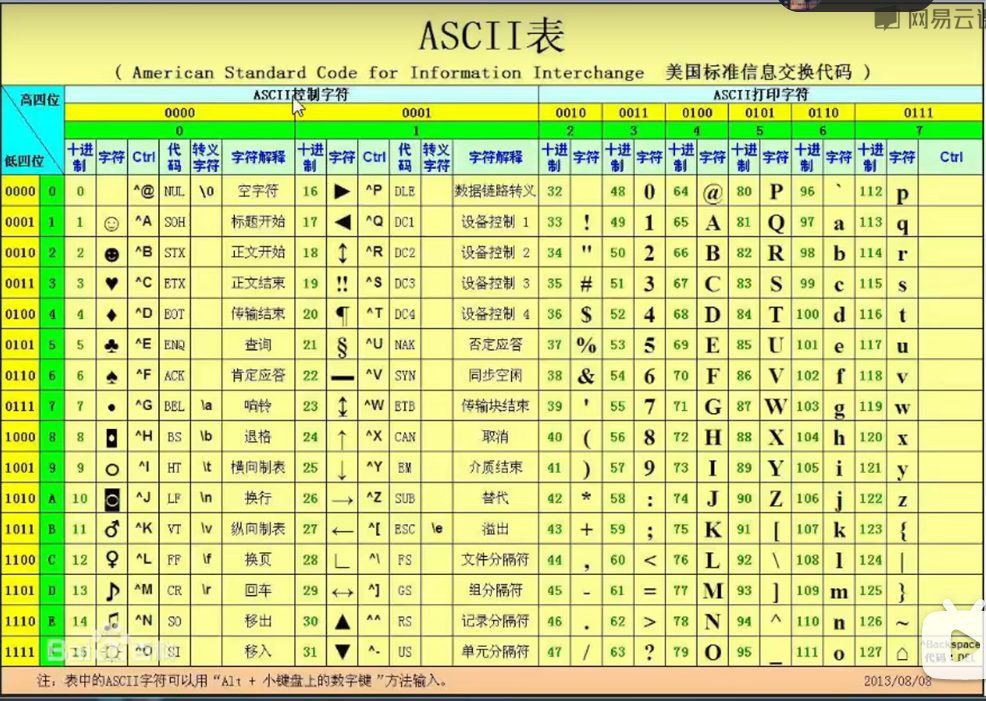 网易云课
ASCII表
( American Standard Code for Information Interchange 美国标准信息交换代码 )
高四位 ASCII控制字符 ASCII打印字符
0000 0001 0010 0011 0100 0101 0110 0111
0 1 2 3 4 5 6 7
低四位 十进制 字符 Ctrl 代码 转义字符 字符解释 十进制 字符 Ctrl 代码 转义字符 字符解释 十进制 字符 十进制 字符 十进制 字符 十进制 字符 十进制 字符 十进制 字符 Ctrl
0000 0 0 ^@ NUL \0 空字符 16 ► ^P DLE 数据链路转义 32 48 0 64 @ 80 P 96 ` 112 p
0001 1 1 ☺ ^A SOH 标题开始 17 ◄ ^Q DC1 设备控制 1 33 ! 49 1 65 A 81 Q 97 a 113 q
0010 2 2 ☻ ^B STX 正文开始 18 ↕ ^R DC2 设备控制 2 34 " 50 2 66 B 82 R 98 b 114 r
0011 3 3 ♥ ^C ETX 正文结束 19 ‼ ^S DC3 设备控制 3 35 # 51 3 67 C 83 S 99 c 115 s
0100 4 4 ♦ ^D EOT 传输结束 20 ¶ ^T DC4 设备控制 4 36 $ 52 4 68 D 84 T 100 d 116 t
0101 5 5 ♣ ^E ENQ 查询 21 § ^U NAK 否定应答 37 % 53 5 69 E 85 U 101 e 117 u
0110 6 6 ♠ ^F ACK 肯定应答 22 ▬ ^V SYN 同步空闲 38 & 54 6 70 F 86 V 102 f 118 v
0111 7 7 • ^G BEL \a 响铃 23 ↨ ^W ETB 传输块结束 39 ' 55 7 71 G 87 W 103 g 119 w
1000 8 8 ◘ ^H BS \b 退格 24 ↑ ^X CAN 取消 40 ( 56 8 72 H 88 X 104 h 120 x
1001 9 9 ○ ^I HT \t 横向制表 25 ↓ ^Y EM 介质结束 41 ) 57 9 73 I 89 Y 105 i 121 y
1010 A 10 ◙ ^J LF \n 换行 26 → ^Z SUB 替代 42 * 58 : 74 J 90 Z 106 j 122 z
1011 B 11 ♂ ^K VT \v 纵向制表 27 ← ^[ ESC \e 溢出 43 + 59 ; 75 K 91 [ 107 k 123 {
1100 C 12 ♀ ^L FF \f 换页 28 ∟ ^\ FS 文件分隔符 44 , 60 < 76 L 92 \ 108 l 124 |
1101 D 13 ♪ ^M CR \r 回车 29 ↔ ^] GS 组分隔符 45 - 61 = 77 M 93 ] 109 m 125 }
1110 E 14 ♫ ^N SO 移出 30 ▲ ^^ RS 记录分隔符 46 . 62 > 78 N 94 ^ 110 n 126 ~
1111 F 15 ☼ ^O SI 移入 31 ▼ ^- US 单元分隔符 47 / 63 ? 79 O 95 _ 111 o 127 ⌂ ^Backspace
代码:DEL
注：表中的ASCII字符可以用“Alt + 小键盘上的数字键”方法输入。 2013/08/08